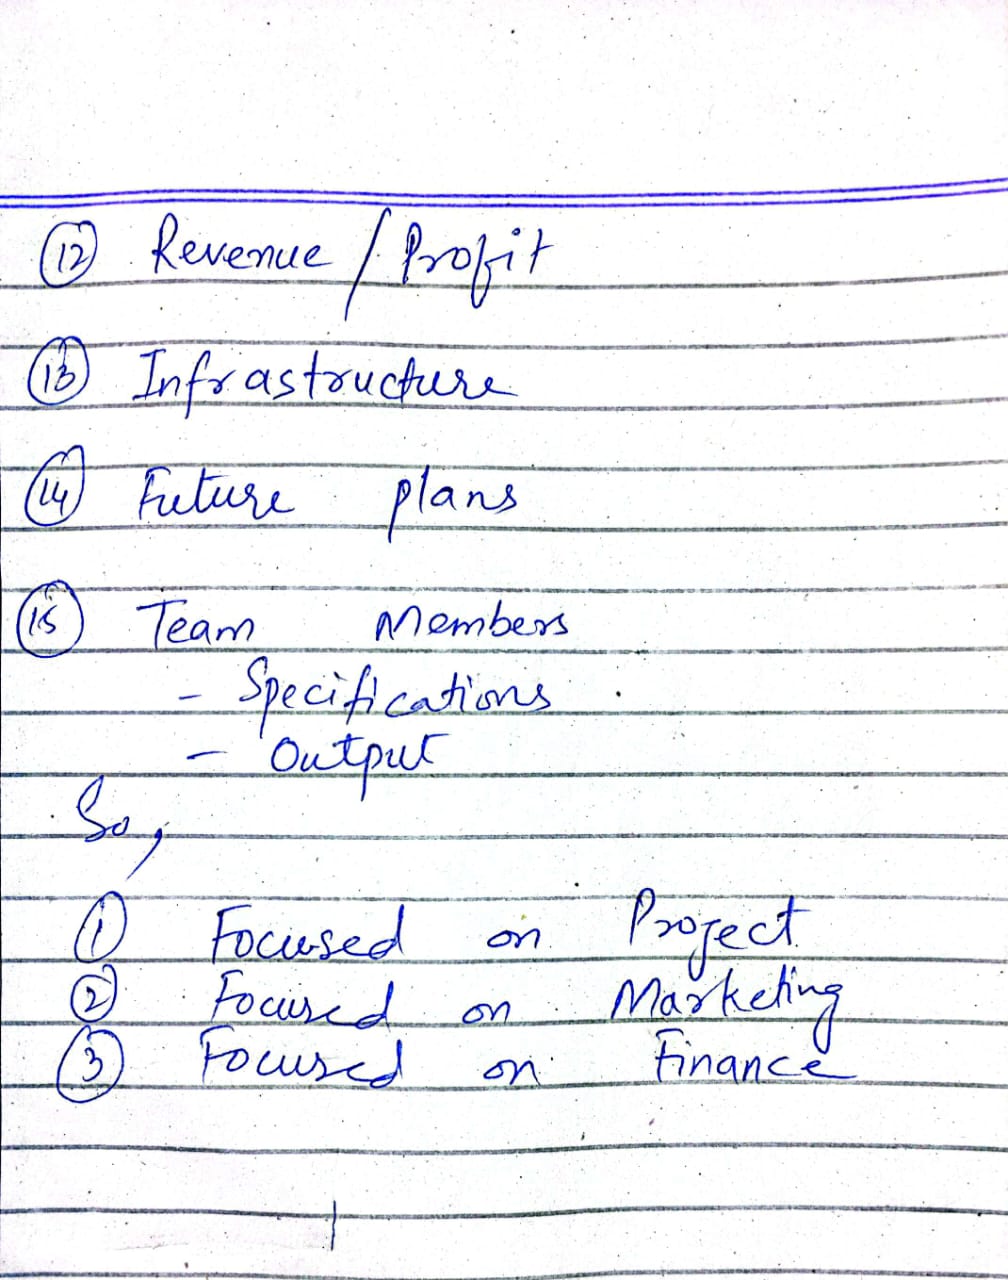 12 Revenue / Profit
13 Infrastructure
14 Future plans
15 Team Members
- Specifications
- Output
So,
1 Focused on Project
2 Focused on Marketing
3 Focused on Finance